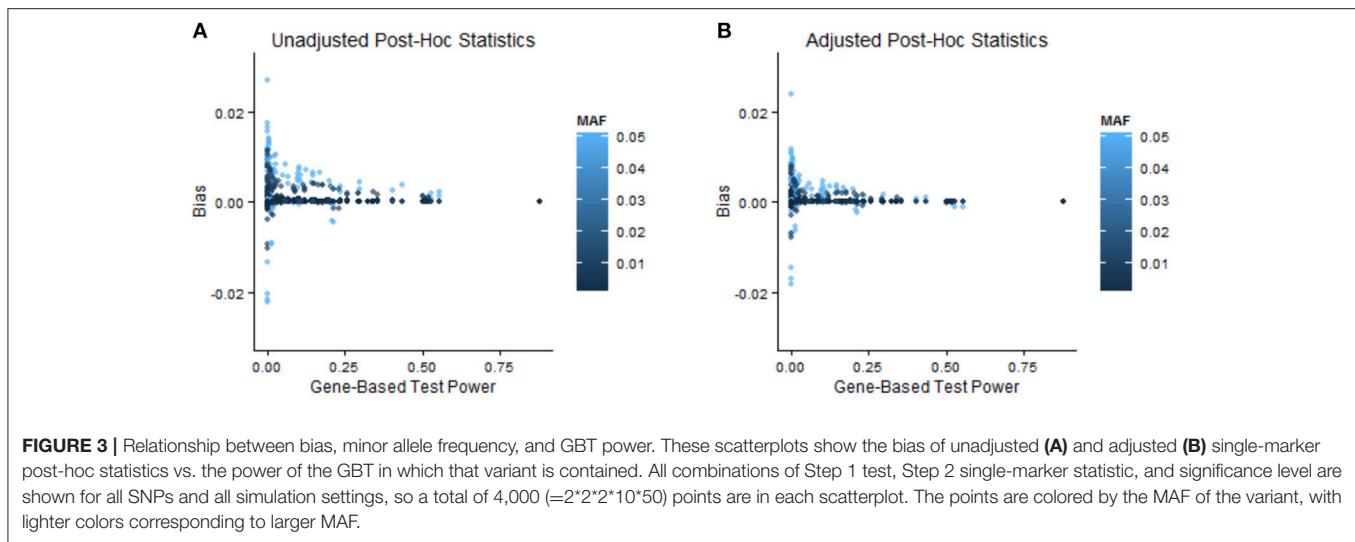 A
Unadjusted Post-Hoc Statistics
Bias
0.02
0.00
-0.02
0.00 0.25 0.50 0.75
Gene-Based Test Power
MAF
0.05
0.04
0.03
0.02
0.01
B
Adjusted Post-Hoc Statistics
Bias
0.02
0.00
-0.02
0.00 0.25 0.50 0.75
Gene-Based Test Power
MAF
0.05
0.04
0.03
0.02
0.01
FIGURE 3 | Relationship between bias, minor allele frequency, and GBT power. These scatterplots show the bias of unadjusted (A) and adjusted (B) single-marker
post-hoc statistics vs. the power of the GBT in which that variant is contained. All combinations of Step 1 test, Step 2 single-marker statistic, and significance level are
shown for all SNPs and all simulation settings, so a total of 4,000 (=2*2*2*10*50) points are in each scatterplot. The points are colored by the MAF of the variant, with
lighter colors corresponding to larger MAF.